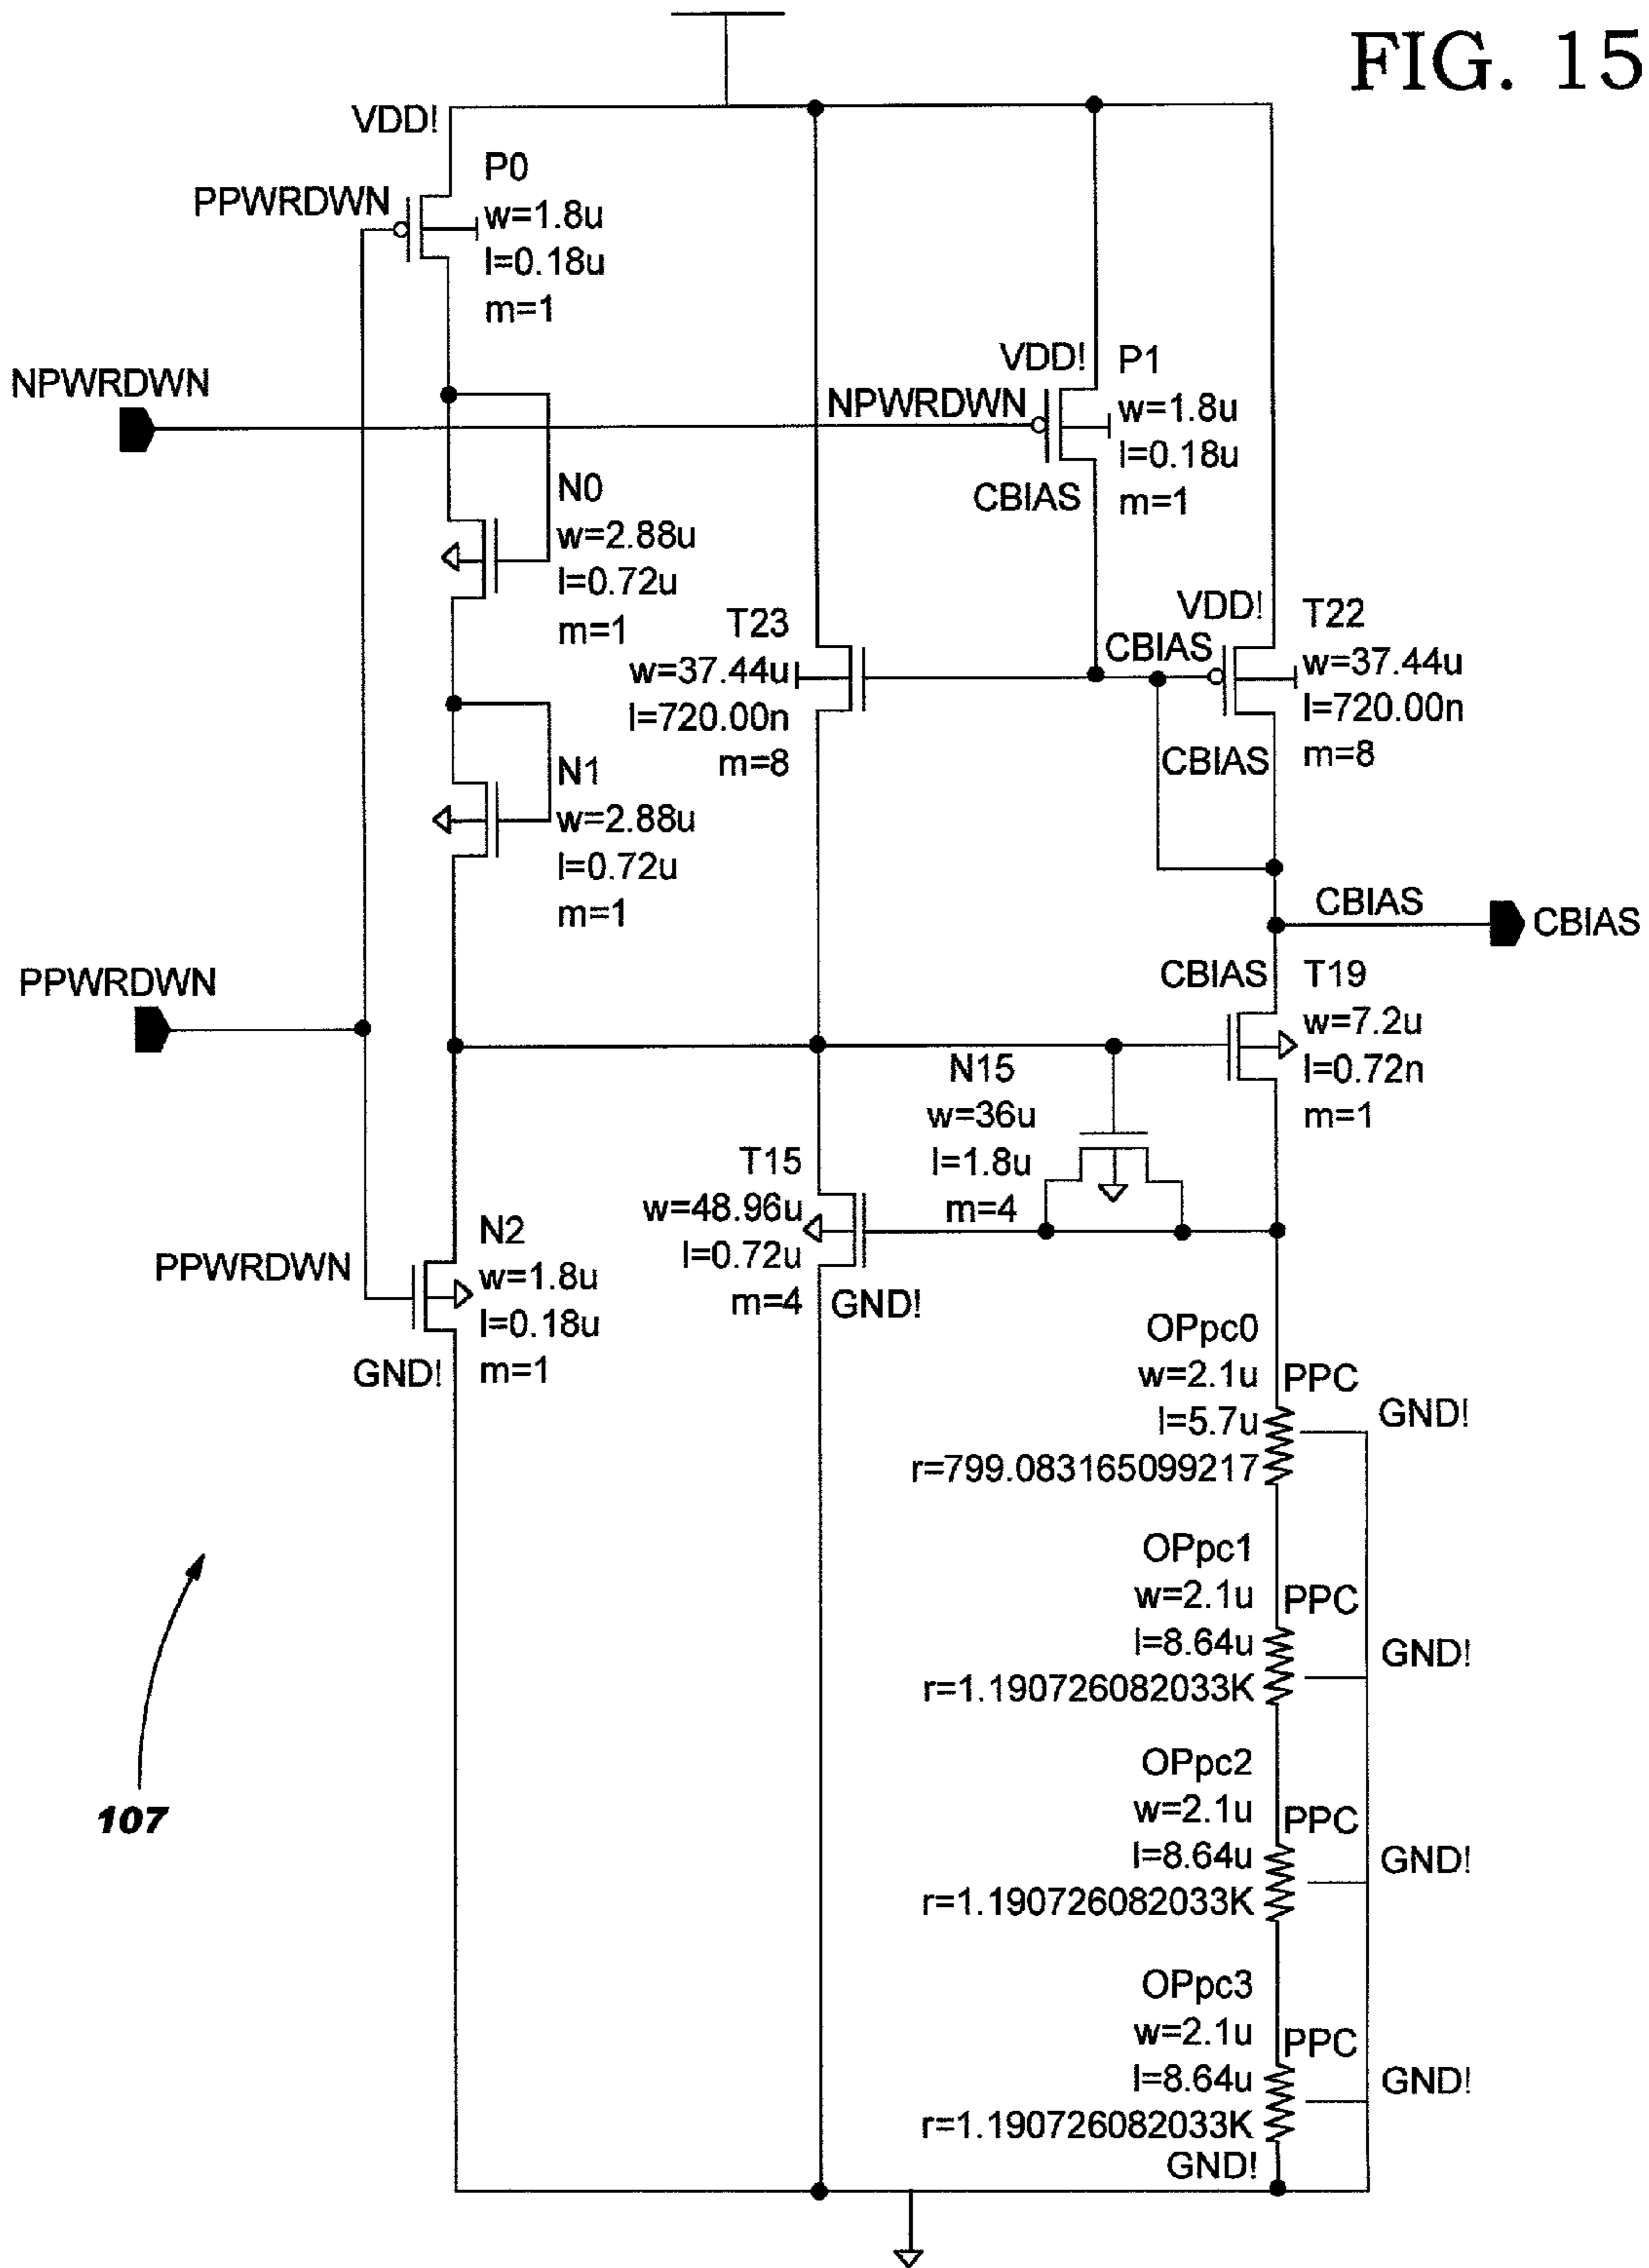 FIG. 15
VDD!
P0
PPWRDWN
w=1.8u
l=0.18u
m=1
NPWRDWN
VDD!
P1
NPWRDWN
w=1.8u
l=0.18u
CBIAS
m=1
N0
w=2.88u
l=0.72u
m=1
T23
w=37.44u
l=720.00n
m=8
VDD!
T22
CBIAS
w=37.44u
l=720.00n
CBIAS
m=8
N1
w=2.88u
l=0.72u
m=1
CBIAS
CBIAS
PPWRDWN
CBIAS
T19
w=7.2u
l=0.72n
m=1
N15
w=36u
l=1.8u
m=4
T15
w=48.96u
l=0.72u
m=4
GND!
N2
PPWRDWN
w=1.8u
l=0.18u
GND!
m=1
OPpc0
w=2.1u
PPC
l=5.7u
GND!
r=799.083165099217
OPpc1
w=2.1u
PPC
l=8.64u
GND!
r=1.190726082033K
OPpc2
w=2.1u
PPC
l=8.64u
GND!
r=1.190726082033K
OPpc3
w=2.1u
PPC
l=8.64u
GND!
r=1.190726082033K
GND!
107